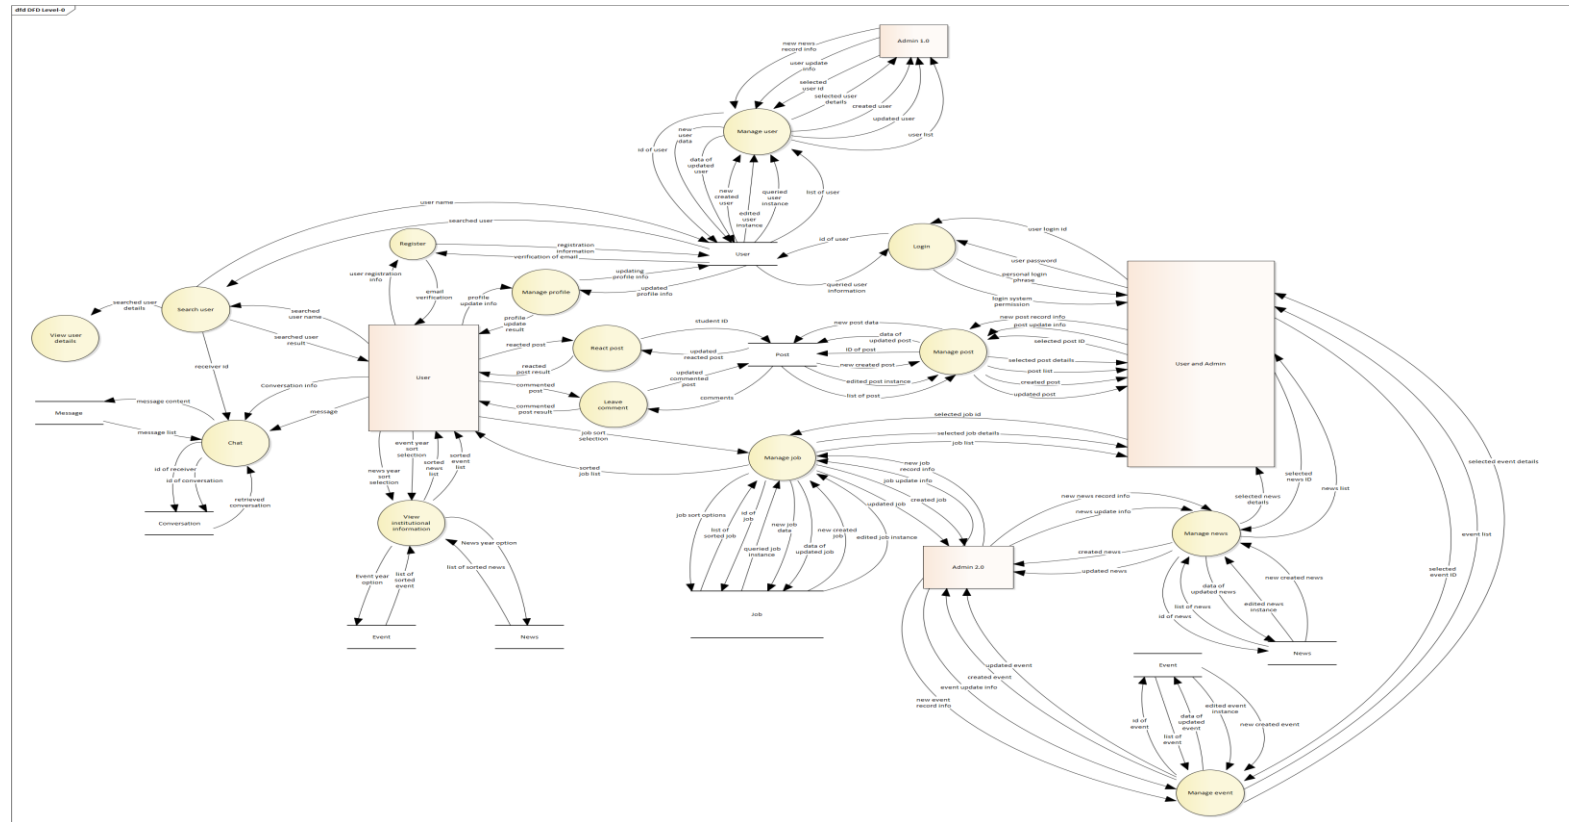 dfd DFD Level-0
Admin 1.0
new news
record info
user update
info
selected
user id
selected user
details
created user
updated user
user list
Manage user
id of user
new
user
data
data of
updated
user
new
created
user
edited
user
instance
queried
user
instance
list of user
user name
searched user
Register
registration
information
verification of email
User
id of user
Login
user login id
user password
personal login
phrase
login system
permission
queried user
information
user registration
info
email
verification
profile
update info
Manage profile
updating
profile info
updated
profile info
profile
update
result
searched user
details
Search user
View user
details
searched
user name
searched user
result
receiver id
User
reacted post
React post
student ID
reacted
post result
updated
reacted post
Post
new post data
data of
updated post
ID of post
new created post
edited post instance
list of post
Manage post
new post record info
post update info
selected post ID
selected post details
post list
created post
updated post
User and Admin
Conversation info
message
commented
post
commented
post result
Leave
comment
updated
commented
post
comments
message content
Message
message list
Chat
id of receiver
id of conversation
retrieved
conversation
Conversation
job sort
selection
sorted
job list
Manage job
selected job id
selected job details
job list
new job
record info
job update info
created job
updated job
news year
sort
selection
event year
sort
selection
sorted
news
list
sorted
event
list
View
institutional
information
News year option
list of sorted news
Event year
option
list of
sorted
event
Event
News
job sort options
list of
sorted job
id of
job
queried job
instance
new job
data
data of
updated job
new created
job
edited job instance
Job
Admin 2.0
new news record info
news update info
created news
updated news
Manage news
selected
news ID
selected news
details
news list
id of news
list of news
data of
updated news
edited news
instance
new created news
News
selected event details
event list
selected
event ID
updated event
created event
event update info
new event
record info
Event
id of
event
list of
event
data of
updated
event
edited event
instance
new created event
Manage event